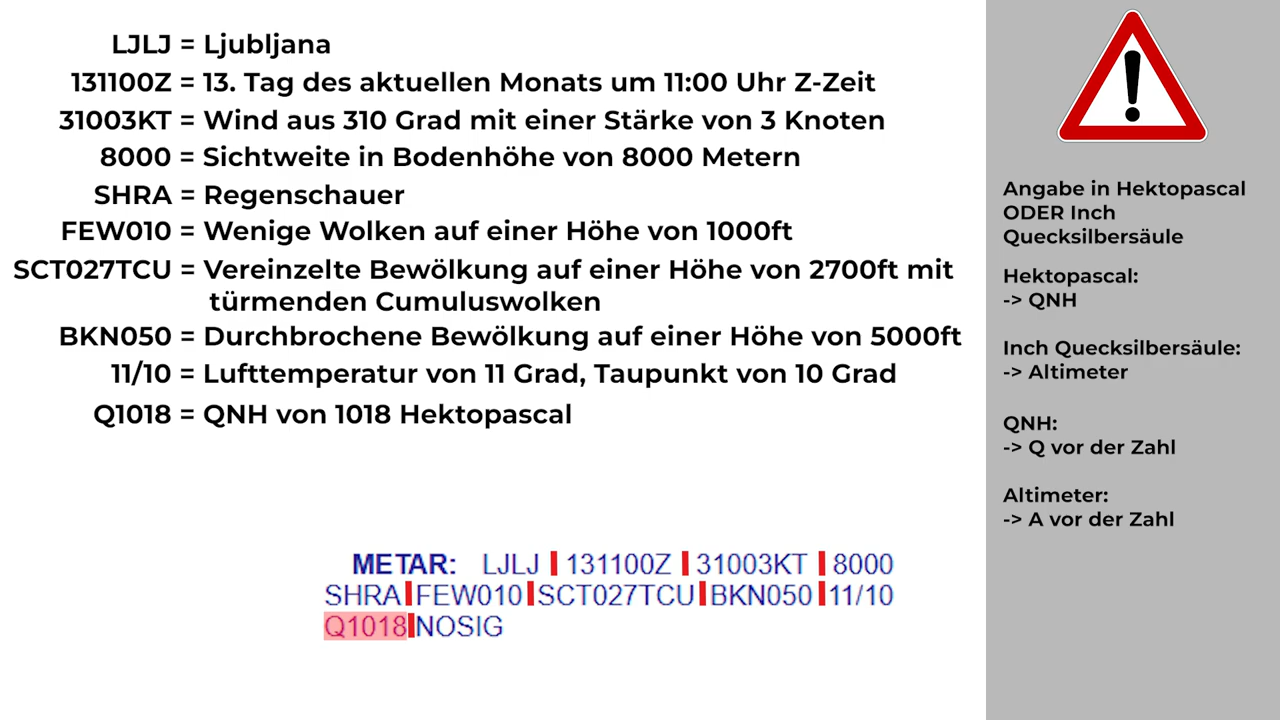 LJLJ = Ljubljana
131100Z = 13. Tag des aktuellen Monats um 11:00 Uhr Z-Zeit
31003KT = Wind aus 310 Grad mit einer Stärke von 3 Knoten
8000 = Sichtweite in Bodenhöhe von 8000 Metern
SHRA = Regenschauer
FEW010 = Wenige Wolken auf einer Höhe von 1000ft
SCT027TCU = Vereinzelte Bewölkung auf einer Höhe von 2700ft mit
türmenden Cumuluswolken
BKN050 = Durchbrochene Bewölkung auf einer Höhe von 5000ft
11/10 = Lufttemperatur von 11 Grad, Taupunkt von 10 Grad
Q1018 = QNH von 1018 Hektopascal
METAR: LJLJ 131100Z 31003KT 8000
SHRA FEW010 SCT027TCU BKN050 11/10
Q1018 NOSIG
!
Angabe in Hektopascal
ODER Inch
Quecksilbersäule
Hektopascal:
-> QNH
Inch Quecksilbersäule:
-> Altimeter
QNH:
-> Q vor der Zahl
Altimeter:
-> A vor der Zahl